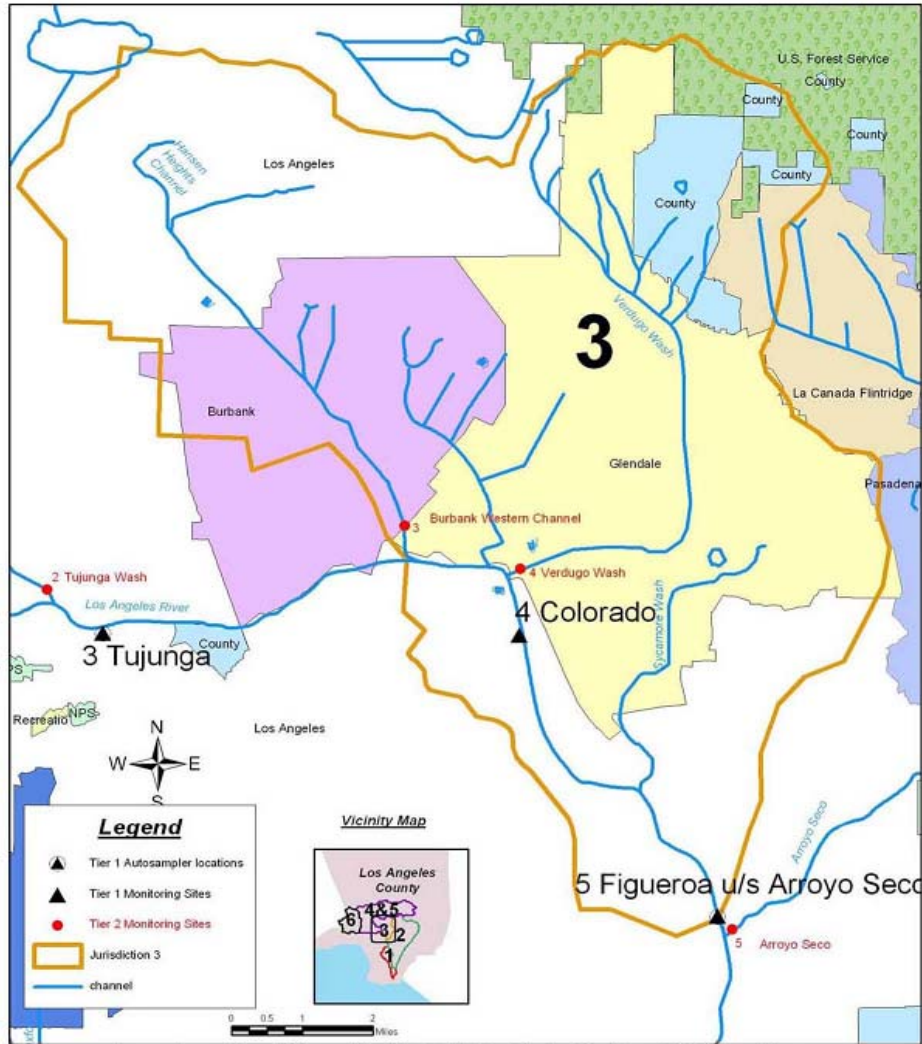 U.S. Forest Service
County
County
County
County
County
Los Angeles
Hansen
Heights
Channel
Verdugo Wash
3
La Canada Flintridge
Burbank
Glendale
Pasadena
3
Burbank Western Channel
2 Tujunga Wash
4 Verdugo Wash
Los Angeles River
4 Colorado
Sycamore Wash
3 Tujunga
County
PS
Recreatio
NPS
Los Angeles
N
W
E
S
Legend
Tier 1 Autosampler locations
Tier 1 Monitoring Sites
Tier 2 Monitoring Sites
Jurisdiction 3
channel
Vicinity Map
Los Angeles
County
4&5
6
3
2
1
Arroyo Seco
5 Figueroa u/s Arroyo Seco
5
Arroyo Seco
0
0.5
1
2
Miles